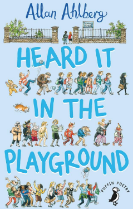 Allan Ahlberg
HEARD IT
IN THE
PLAYGROUND